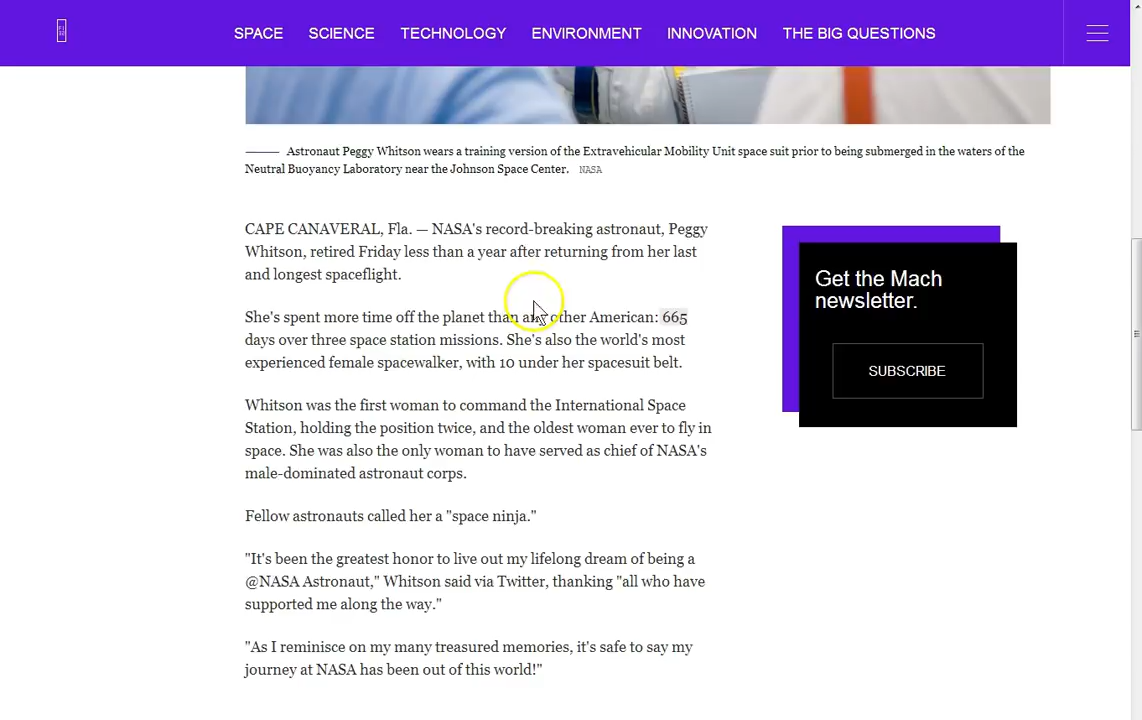 SPACE SCIENCE TECHNOLOGY ENVIRONMENT INNOVATION THE BIG QUESTIONS
Astronaut Peggy Whitson wears a training version of the Extravehicular Mobility Unit space suit prior to being submerged in the waters of the
Neutral Buoyancy Laboratory near the Johnson Space Center. NASA
CAPE CANAVERAL, Fla. — NASA's record-breaking astronaut, Peggy
Whitson, retired Friday less than a year after returning from her last
and longest spaceflight.
She's spent more time off the planet than any other American: 665
days over three space station missions. She's also the world's most
experienced female spacewalker, with 10 under her spacesuit belt.
Whitson was the first woman to command the International Space
Station, holding the position twice, and the oldest woman ever to fly in
space. She was also the only woman to have served as chief of NASA's
male-dominated astronaut corps.
Fellow astronauts called her a "space ninja."
"It's been the greatest honor to live out my lifelong dream of being a
@NASA Astronaut," Whitson said via Twitter, thanking "all who have
supported me along the way."
"As I reminisce on my many treasured memories, it's safe to say my
journey at NASA has been out of this world!"
Get the Mach
newsletter.
SUBSCRIBE